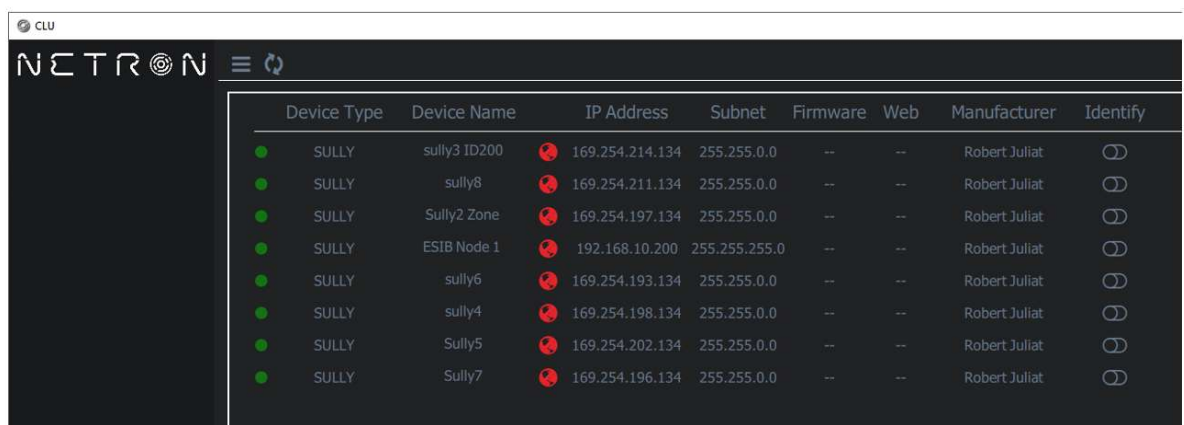 CLU
NETRON
Device Type Device Name IP Address Subnet Firmware Web Manufacturer Identify
SULLY sully3 ID200 169.254.214.134 255.255.0.0 -- -- Robert Juliat
SULLY sully8 169.254.211.134 255.255.0.0 -- -- Robert Juliat
SULLY Sully2 Zone 169.254.197.134 255.255.0.0 -- -- Robert Juliat
SULLY ESIB Node 1 192.168.10.200 255.255.255.0 -- -- Robert Juliat
SULLY sully6 169.254.193.134 255.255.0.0 -- -- Robert Juliat
SULLY sully4 169.254.198.134 255.255.0.0 -- -- Robert Juliat
SULLY Sully5 169.254.202.134 255.255.0.0 -- -- Robert Juliat
SULLY Sully7 169.254.196.134 255.255.0.0 -- -- Robert Juliat